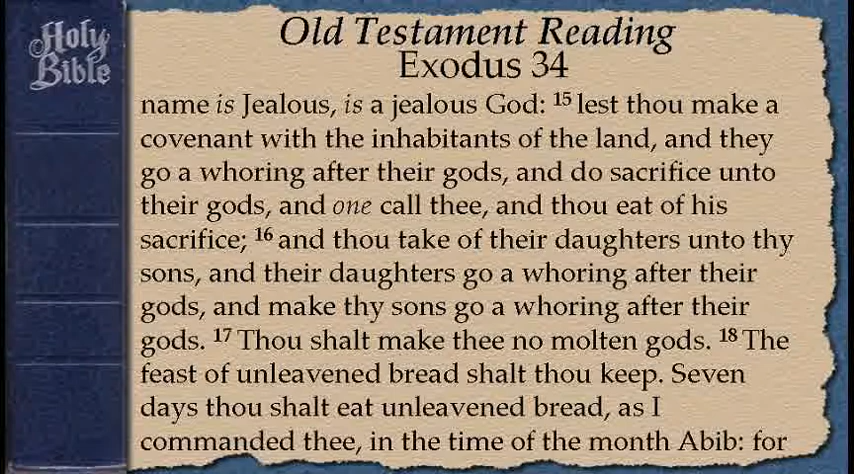 Holy
Bible
Old Testament Reading
Exodus 34
name is Jealous, is a jealous God: 15 lest thou make a
covenant with the inhabitants of the land, and they
go a whoring after their gods, and do sacrifice unto
their gods, and one call thee, and thou eat of his
sacrifice; 16 and thou take of their daughters unto thy
sons, and their daughters go a whoring after their
gods, and make thy sons go a whoring after their
gods. 17 Thou shalt make thee no molten gods. 18 The
feast of unleavened bread shalt thou keep. Seven
days thou shalt eat unleavened bread, as I
commanded thee, in the time of the month Abib: for